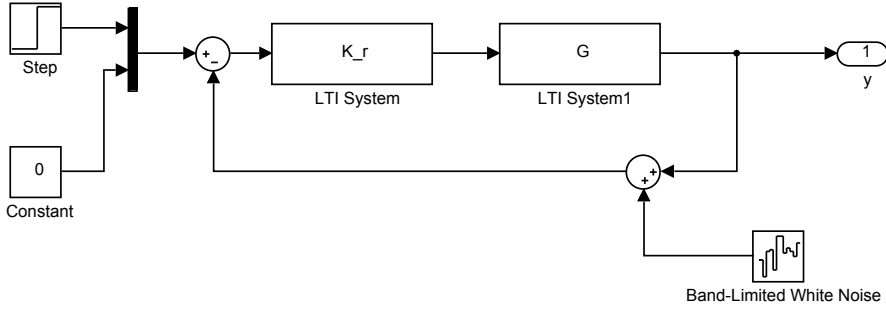 Step
0
Constant
+
−
K_r
LTI System
G
LTI System1
1
y
+
+
Band-Limited White Noise